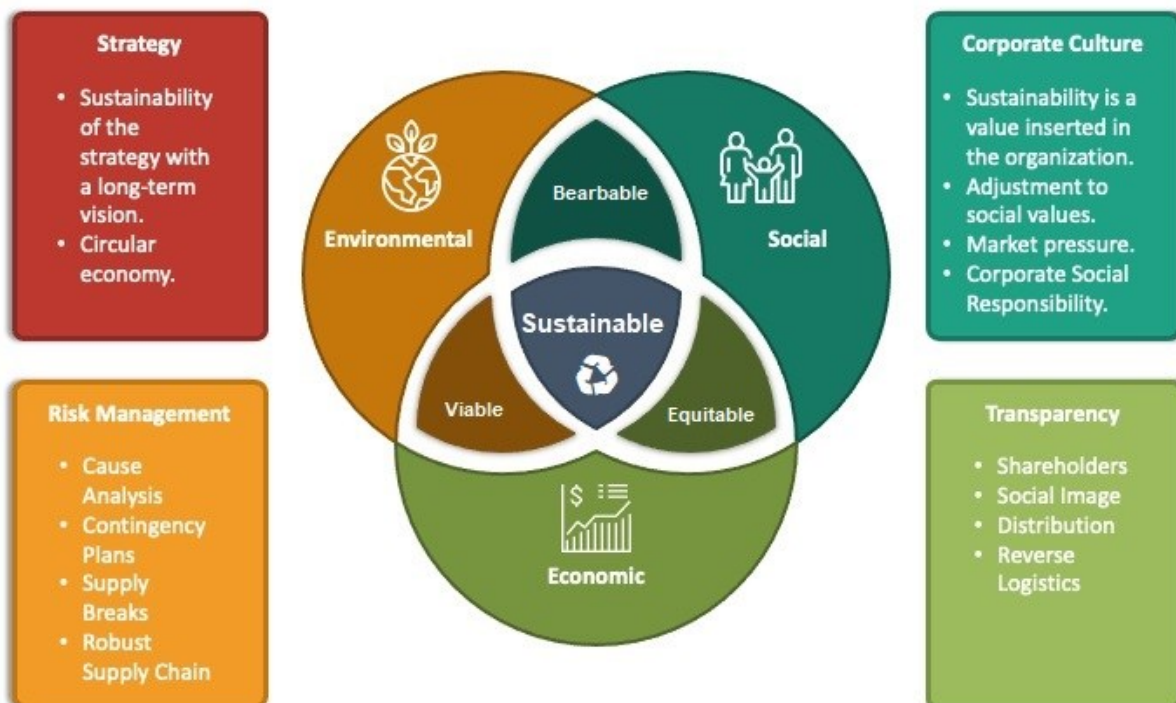 Strategy
• Sustainability
of the
strategy with
a long-term
vision.
• Circular
economy.
Risk Management
• Cause
Analysis
• Contingency
Plans
• Supply
Breaks
• Robust
Supply Chain
Environmental
Bearbable
Social
Sustainable
Viable
Equitable
$
Economic
Corporate Culture
• Sustainability is a
value inserted in
the organization.
• Adjustment to
social values.
• Market pressure.
• Corporate Social
Responsibility.
Transparency
• Shareholders
• Social Image
• Distribution
• Reverse
Logistics